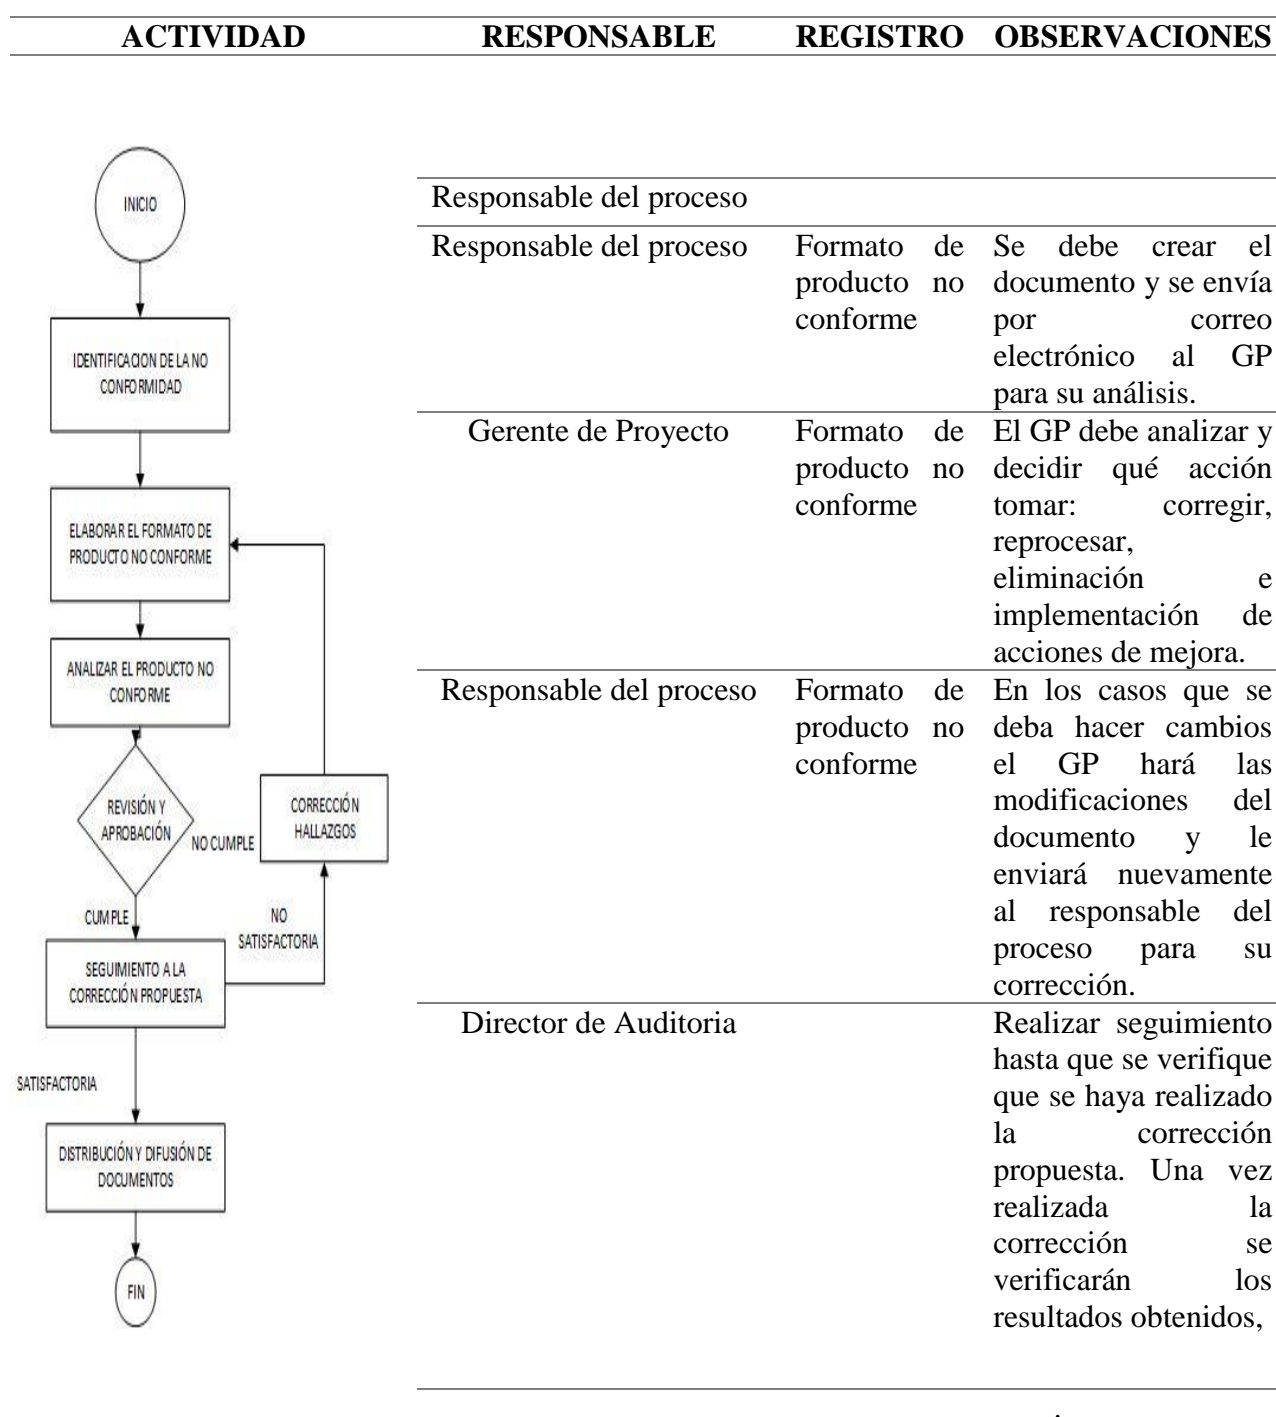 ACTIVIDAD RESPONSABLE REGISTRO OBSERVACIONES
INICIO
IDENTIFICACION DE LA NO
CONFORMIDAD
ELABORAR EL FORMATO DE
PRODUCTO NO CONFORME
ANALIZAR EL PRODUCTO NO
CONFORME
REVISIÓN Y
APROBACIÓN
NO CUMPLE
CORRECCIÓN
HALLAZGOS
CUMPLE
NO
SATISFACTORIA
SEGUIMIENTO A LA
CORRECCIÓN PROPUESTA
SATISFACTORIA
DISTRIBUCIÓN Y DIFUSIÓN DE
DOCUMENTOS
FIN
Responsable del proceso
Responsable del proceso
Formato de
producto no
conforme
Se debe crear el
documento y se envía
por correo
electrónico al GP
para su análisis.
Gerente de Proyecto
Formato de
producto no
conforme
El GP debe analizar y
decidir qué acción
tomar: corregir,
reprocesar,
eliminación e
implementación de
acciones de mejora.
Responsable del proceso
Formato de
producto no
conforme
En los casos que se
deba hacer cambios
el GP hará las
modificaciones del
documento y le
enviará nuevamente
al responsable del
proceso para su
corrección.
Director de Auditoria
Realizar seguimiento
hasta que se verifique
que se haya realizado
la corrección
propuesta. Una vez
realizada la
corrección se
verificarán los
resultados obtenidos,